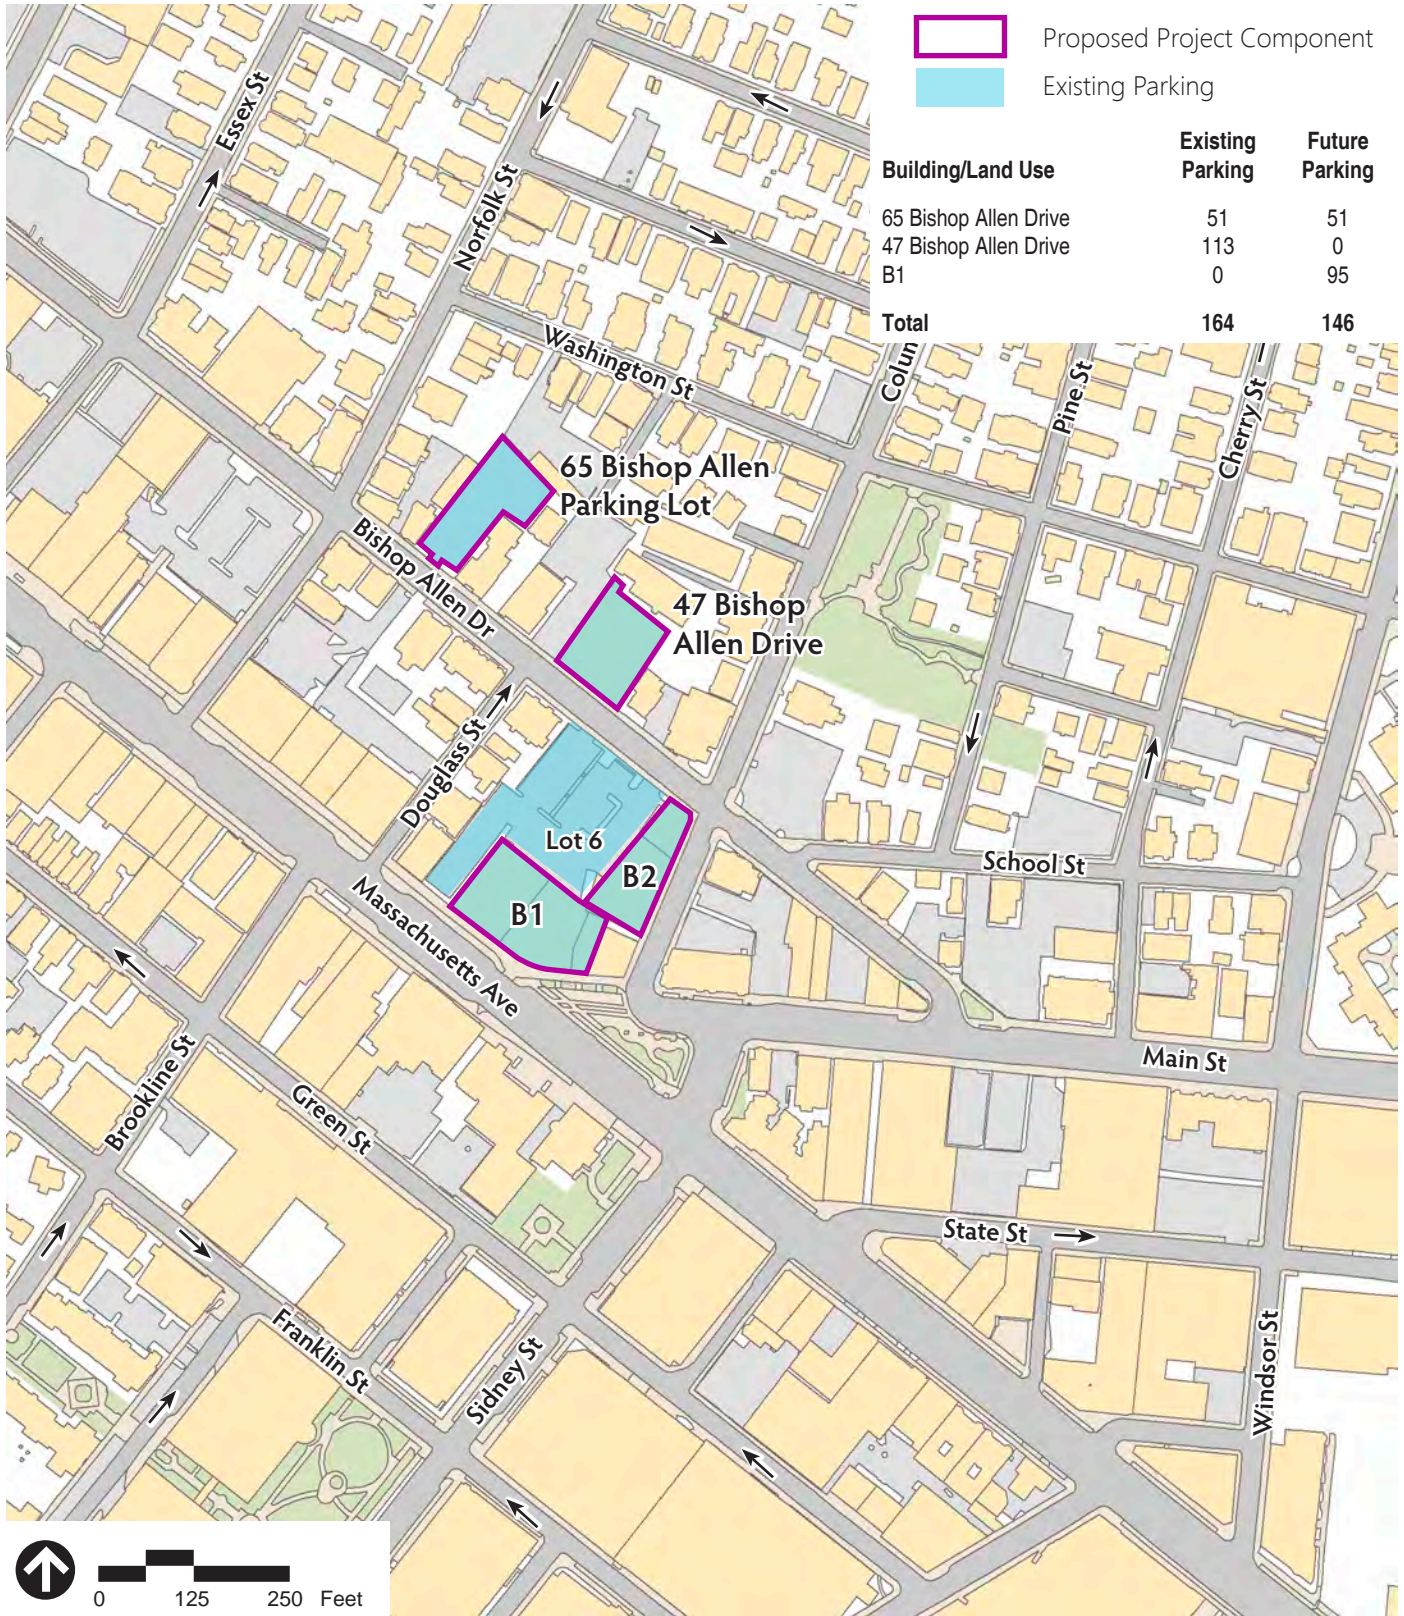 Proposed Project Component
Existing Parking
Building/Land Use Existing Parking Future Parking
65 Bishop Allen Drive 51 51
47 Bishop Allen Drive 113 0
B1 0 95
Total 164 146
Essex St
Norfolk St
Washington St
Colum
Pine St
Cherry St
65 Bishop Allen
Parking Lot
Bishop Allen Dr
47 Bishop
Allen Drive
Douglass St
Lot 6
B2
B1
School St
Massachusetts Ave
Main St
Brookline St
Green St
State St
Franklin St
Sidney St
Windsor St
0 125 250 Feet